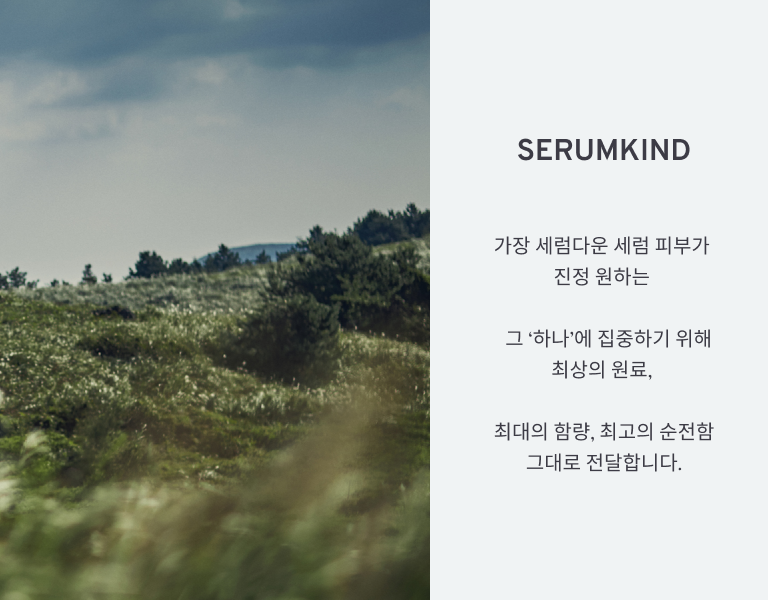 SERUMKIND
가장 세럼다운 세럼 피부가
진정 원하는
그 ‘하나’에 집중하기 위해
최상의 원료,
최대의 함량, 최고의 순전함
그대로 전달합니다.